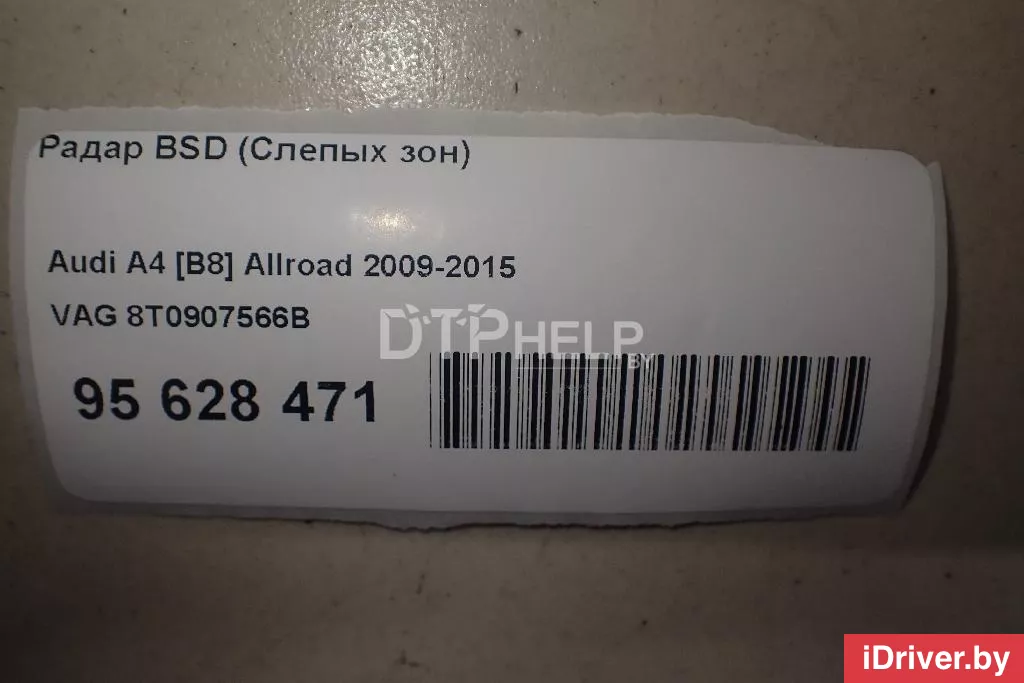 Радар BSD (Слепых зон)
Audi A4 [B8] Allroad 2009-2015
VAG 8T0907566B
DTPHELP
BY
95 628 471
iDriver.by